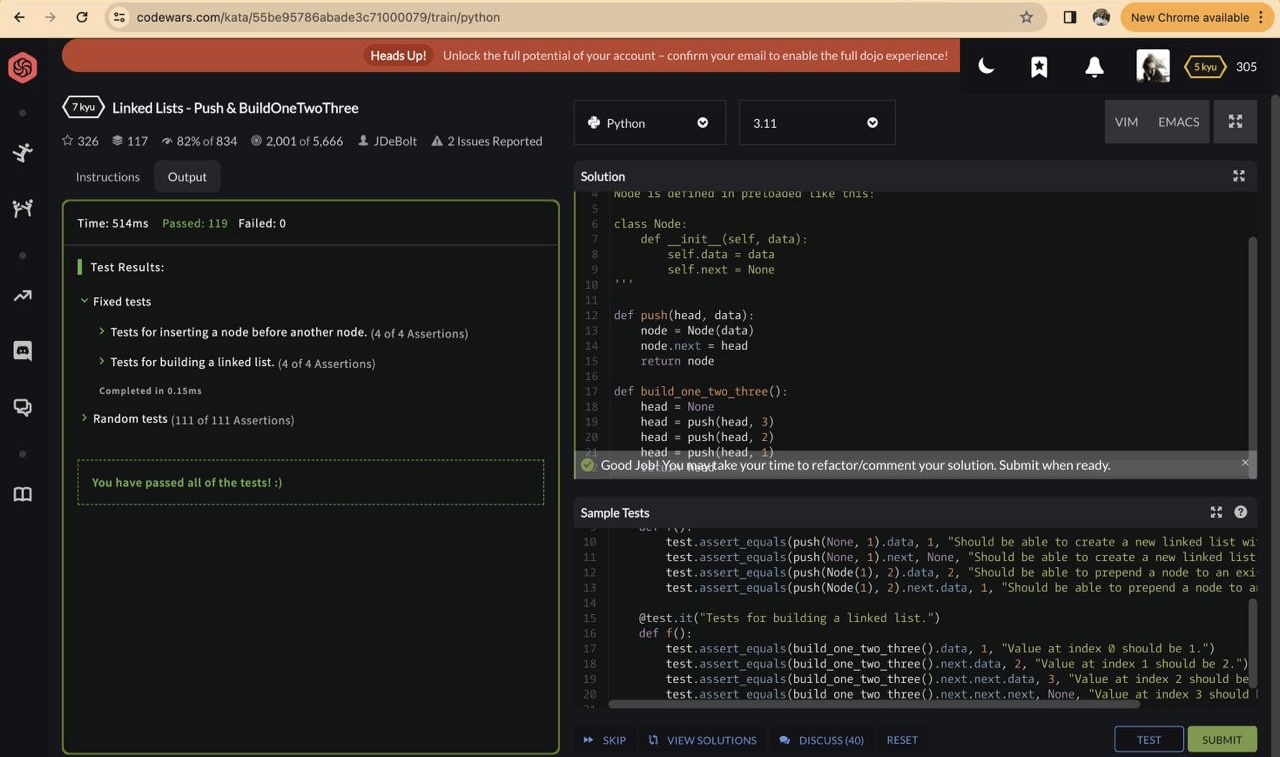 codewars.com/kata/55be95786abade3c71000079/train/python
New Chrome available
Heads Up! Unlock the full potential of your account – confirm your email to enable the full dojo experience!
5 kyu 305
7 kyu Linked Lists - Push & BuildOneTwoThree
326 117 82% of 834 2,001 of 5,666 JDeBolt 2 Issues Reported
Instructions Output
Time: 514ms Passed: 119 Failed: 0
Test Results:
Fixed tests
Tests for inserting a node before another node. (4 of 4 Assertions)
Tests for building a linked list. (4 of 4 Assertions)
Completed in 0.15ms
Random tests (111 of 111 Assertions)
You have passed all of the tests! :)
Python 3.11 VIM EMACS
Solution
4 Node is defined in preloaded like this:
5
6 class Node:
7 def __init__(self, data):
8 self.data = data
9 self.next = None
10 '''
11
12 def push(head, data):
13 node = Node(data)
14 node.next = head
15 return node
16
17 def build_one_two_three():
18 head = None
19 head = push(head, 3)
20 head = push(head, 2)
21 head = push(head, 1)
Good Job! You may take your time to refactor/comment your solution. Submit when ready.
Sample Tests
9 def f():
10 test.assert_equals(push(None, 1).data, 1, "Should be able to create a new linked list wi
11 test.assert_equals(push(None, 1).next, None, "Should be able to create a new linked list
12 test.assert_equals(push(Node(1), 2).data, 2, "Should be able to prepend a node to an exi
13 test.assert_equals(push(Node(1), 2).next.data, 1, "Should be able to prepend a node to a
14
15 @test.it("Tests for building a linked list.")
16 def f():
17 test.assert_equals(build_one_two_three().data, 1, "Value at index 0 should be 1.")
18 test.assert_equals(build_one_two_three().next.data, 2, "Value at index 1 should be 2.")
19 test.assert_equals(build_one_two_three().next.next.data, 3, "Value at index 2 should be
20 test.assert_equals(build_one_two_three().next.next.next, None, "Value at index 3 should
SKIP VIEW SOLUTIONS DISCUSS (40) RESET TEST SUBMIT